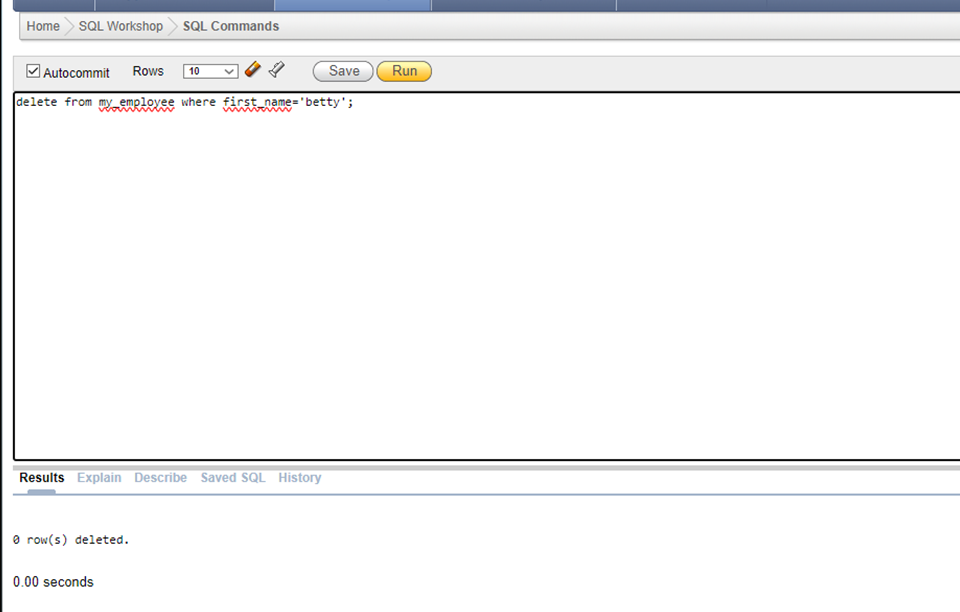 Home SQL Workshop SQL Commands
Autocommit Rows 10 Save Run
delete from my_employee where first_name='betty';
Results Explain Describe Saved SQL History
0 row(s) deleted.
0.00 seconds